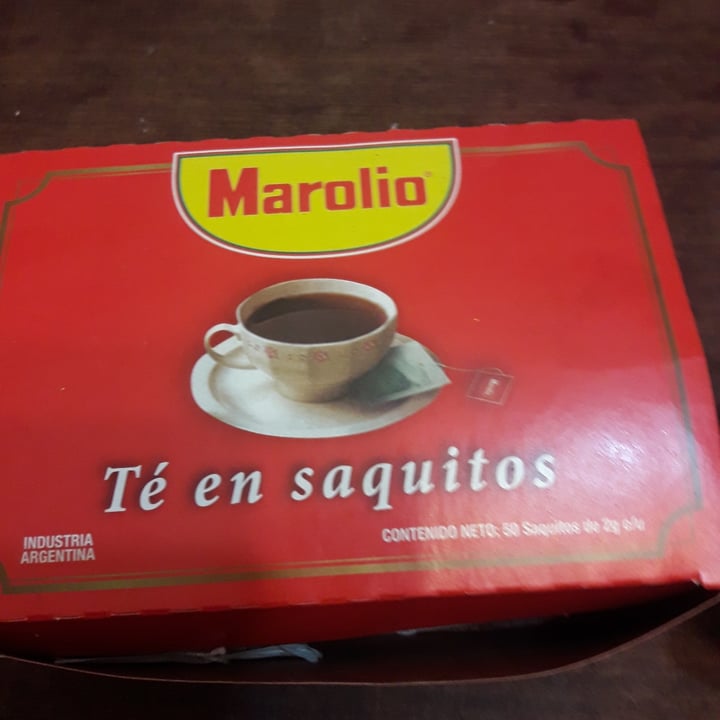 Marolio
Té en saquitos
INDUSTRIA
ARGENTINA
CONTENIDO NETO: 50 Saquitos de 2g c/u